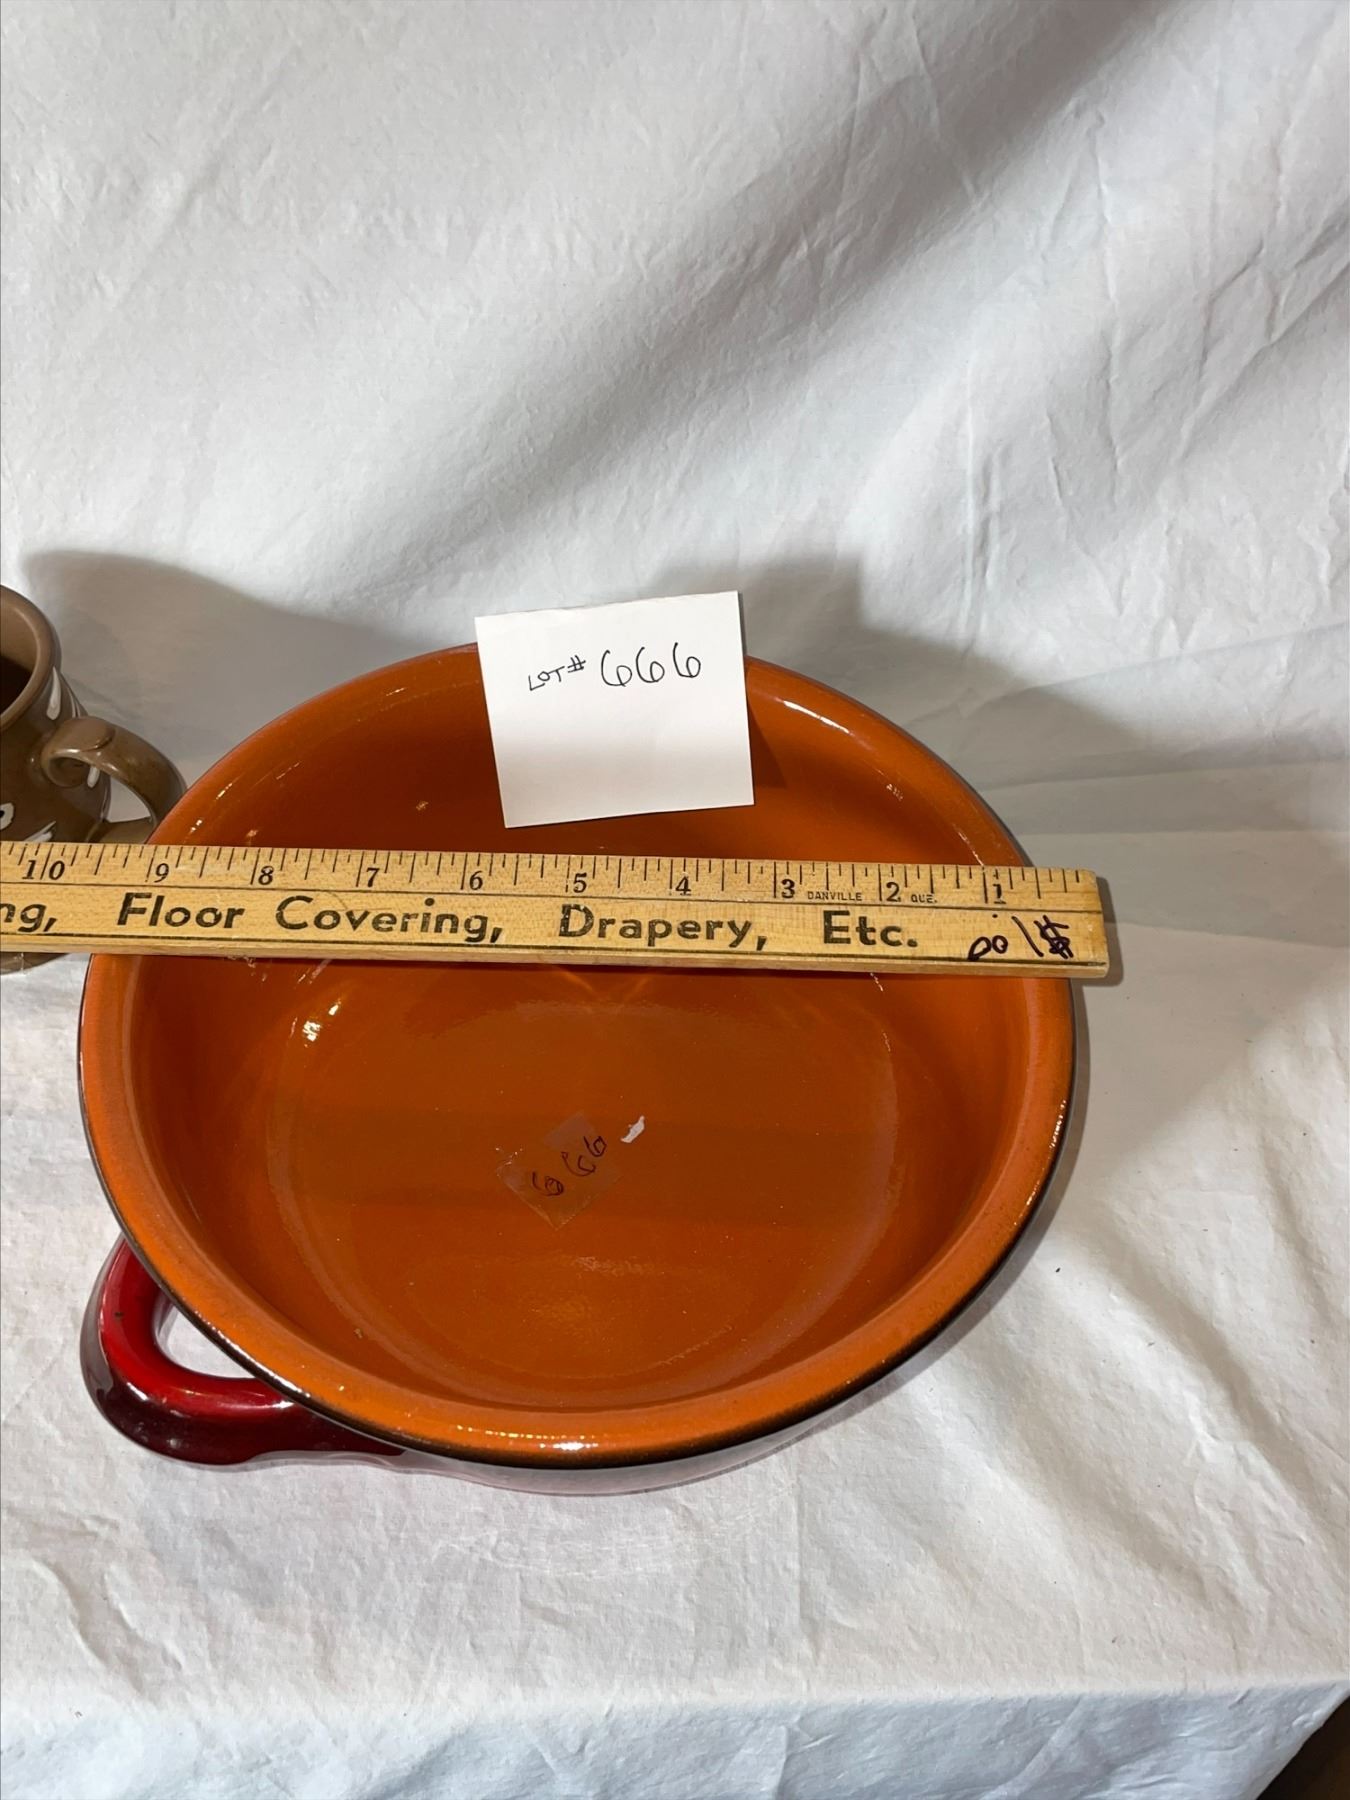 LOT# 666
10 9 8 7 6 5 4 3 DANVILLE 2 QUE. 1
ng, Floor Covering, Drapery, Etc.
666